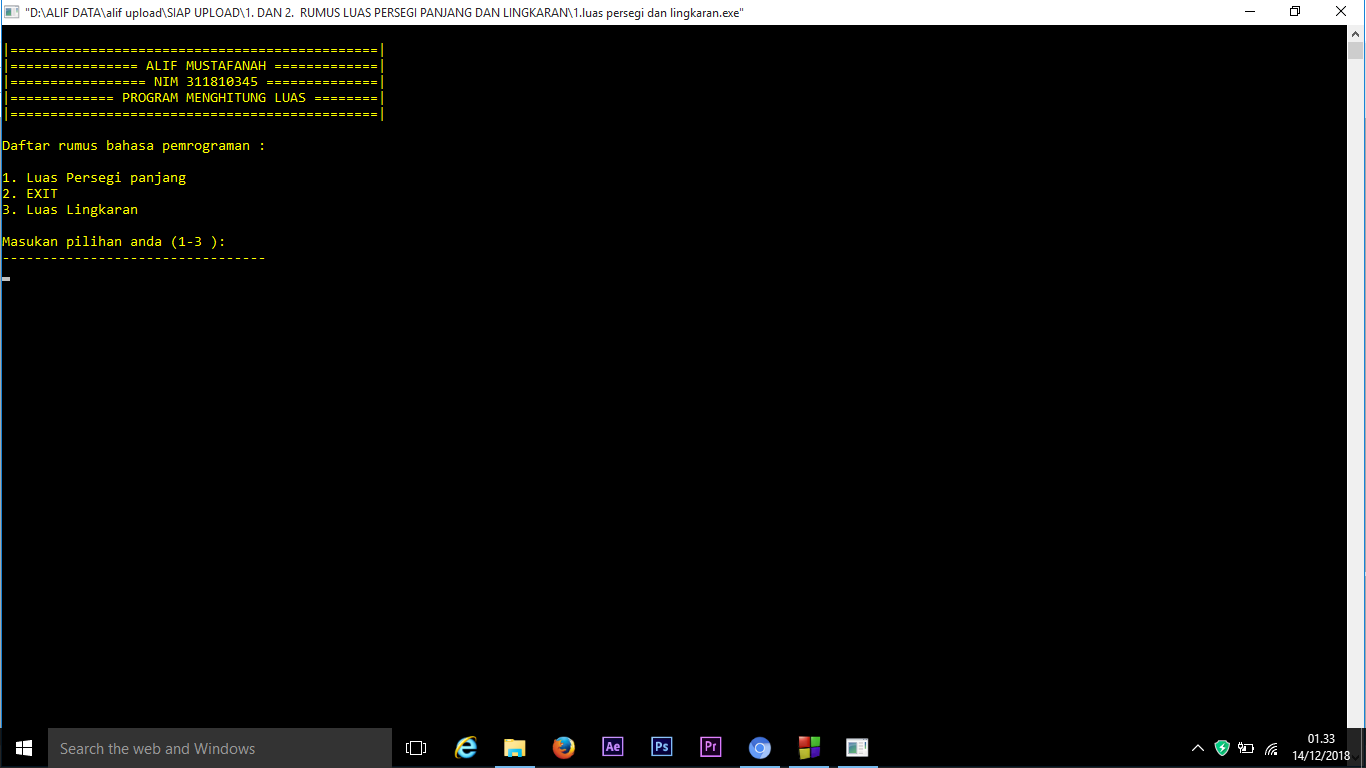 "D:\ALIF DATA\alif upload\SIAP UPLOAD\1. DAN 2.  RUMUS LUAS PERSEGI PANJANG DAN LINGKARAN\1.luas persegi dan lingkaran.exe"
|==============================================|
|================ ALIF MUSTAFANAH =============|
|================= NIM 311810345 ==============|
|============= PROGRAM MENGHITUNG LUAS ========|
|==============================================|
Daftar rumus bahasa pemrograman :
1. Luas Persegi panjang
2. EXIT
3. Luas Lingkaran
Masukan pilihan anda (1-3 ):
---------------------------------
Search the web and Windows
Ae
Ps
Pr
01.33
14/12/2018